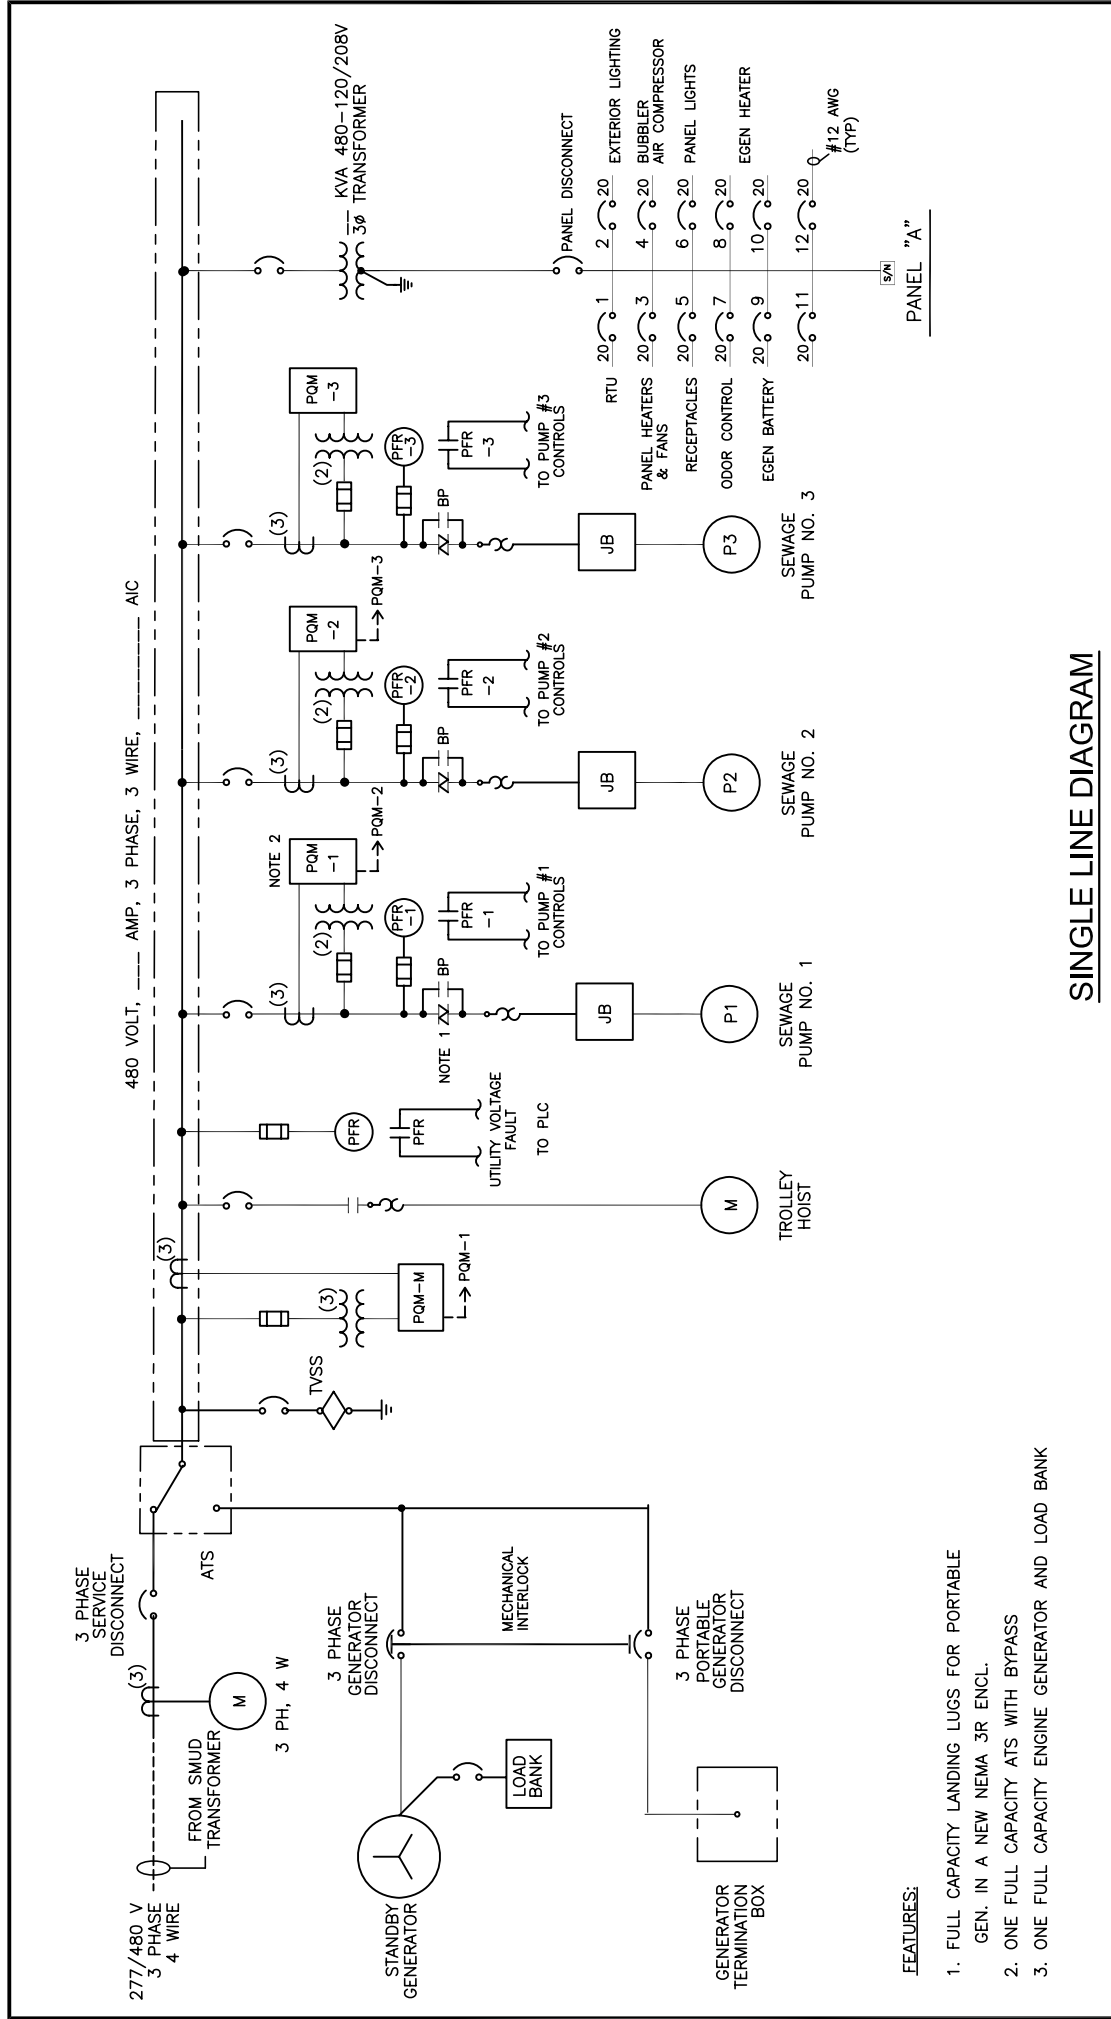 277/480 V
3 PHASE
4 WIRE
FROM SMUD
TRANSFORMER
(3)
M
3 PH, 4 W
3 PHASE
SERVICE
DISCONNECT
ATS
STANDBY
GENERATOR
LOAD
BANK
3 PHASE
GENERATOR
DISCONNECT
MECHANICAL
INTERLOCK
3 PHASE
PORTABLE
GENERATOR
DISCONNECT
GENERATOR
TERMINATION
BOX
480 VOLT, ___ AMP, 3 PHASE, 3 WIRE, ________ AIC
TVSS
(3)
(3)
PQM-M
PQM-1
M
TROLLEY
HOIST
PFR
PFR
UTILITY VOLTAGE
FAULT
TO PLC
NOTE 2
PQM
-1
PQM-2
(3)
(2)
PFR
-1
PFR
-1
TO PUMP #1
CONTROLS
NOTE 1
BP
JB
P1
SEWAGE
PUMP NO. 1
PQM
-2
PQM-3
(3)
(2)
PFR
-2
PFR
-2
TO PUMP #2
CONTROLS
BP
JB
P2
SEWAGE
PUMP NO. 2
PQM
-3
(3)
(2)
PFR
-3
PFR
-3
TO PUMP #3
CONTROLS
BP
JB
P3
SEWAGE
PUMP NO. 3
__ KVA 480-120/208V
3Ø TRANSFORMER
PANEL DISCONNECT
RTU 20 1 2 20 EXTERIOR LIGHTING
PANEL HEATERS
& FANS
20 3 4 20
BUBBLER
AIR COMPRESSOR
RECEPTACLES 20 5 6 20 PANEL LIGHTS
ODOR CONTROL 20 7 8 20 EGEN HEATER
EGEN BATTERY 20 9 10 20
20 11 12 20
#12 AWG
(TYP)
S/N
PANEL "A"
FEATURES:
1. FULL CAPACITY LANDING LUGS FOR PORTABLE
GEN. IN A NEW NEMA 3R ENCL.
2. ONE FULL CAPACITY ATS WITH BYPASS
3. ONE FULL CAPACITY ENGINE GENERATOR AND LOAD BANK
SINGLE LINE DIAGRAM